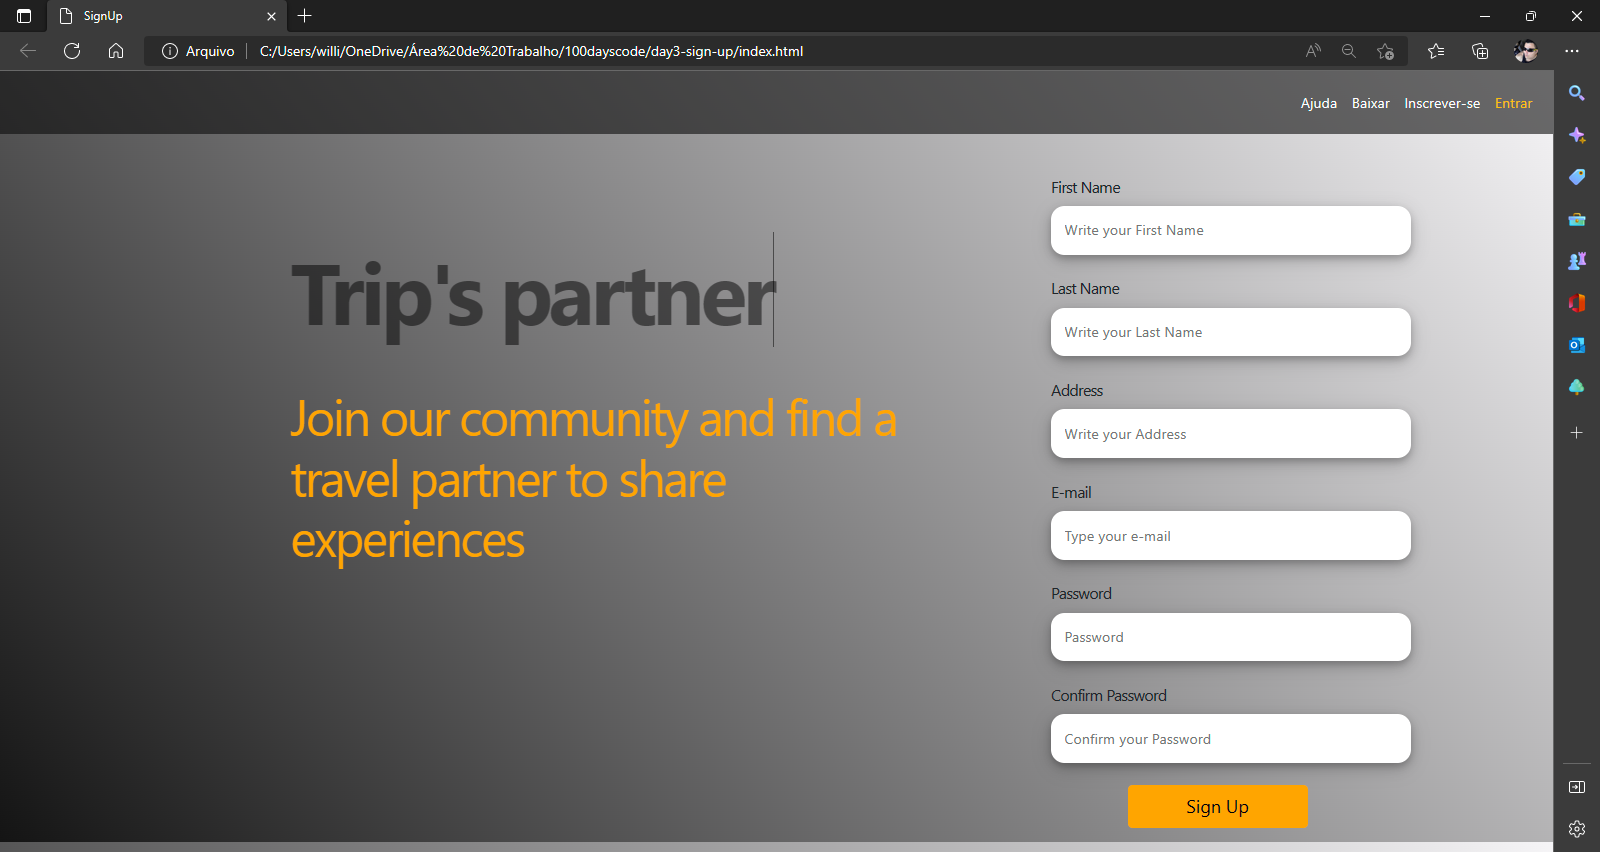 SignUp
Arquivo
C:/Users/willi/OneDrive/Área%20de%20Trabalho/100dayscode/day3-sign-up/index.html
Ajuda Baixar Inscrever-se Entrar
Trip's partner
Join our community and find a
travel partner to share
experiences
First Name
Write your First Name
Last Name
Write your Last Name
Address
Write your Address
E-mail
Type your e-mail
Password
Password
Confirm Password
Confirm your Password
Sign Up